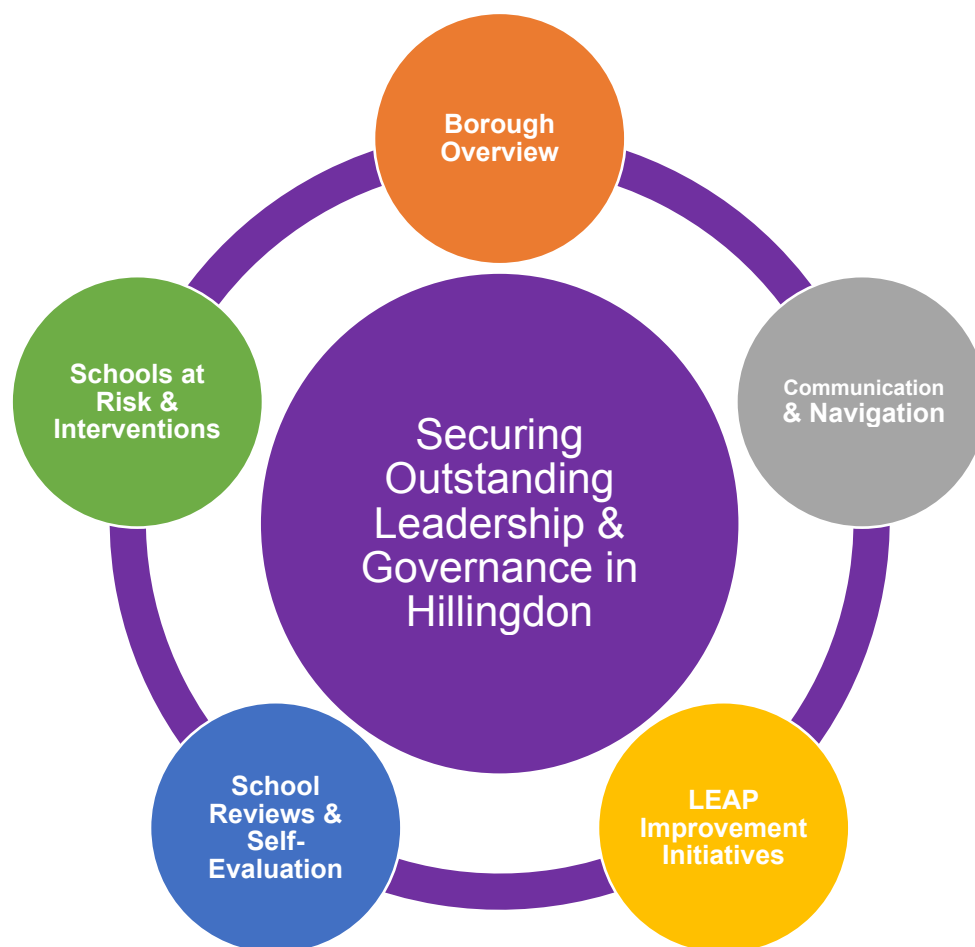 Borough
Overview
Schools at
Risk &
Interventions
Communication
& Navigation
Securing
Outstanding
Leadership &
Governance in
Hillingdon
School
Reviews &
Self-
Evaluation
LEAP
Improvement
Initiatives